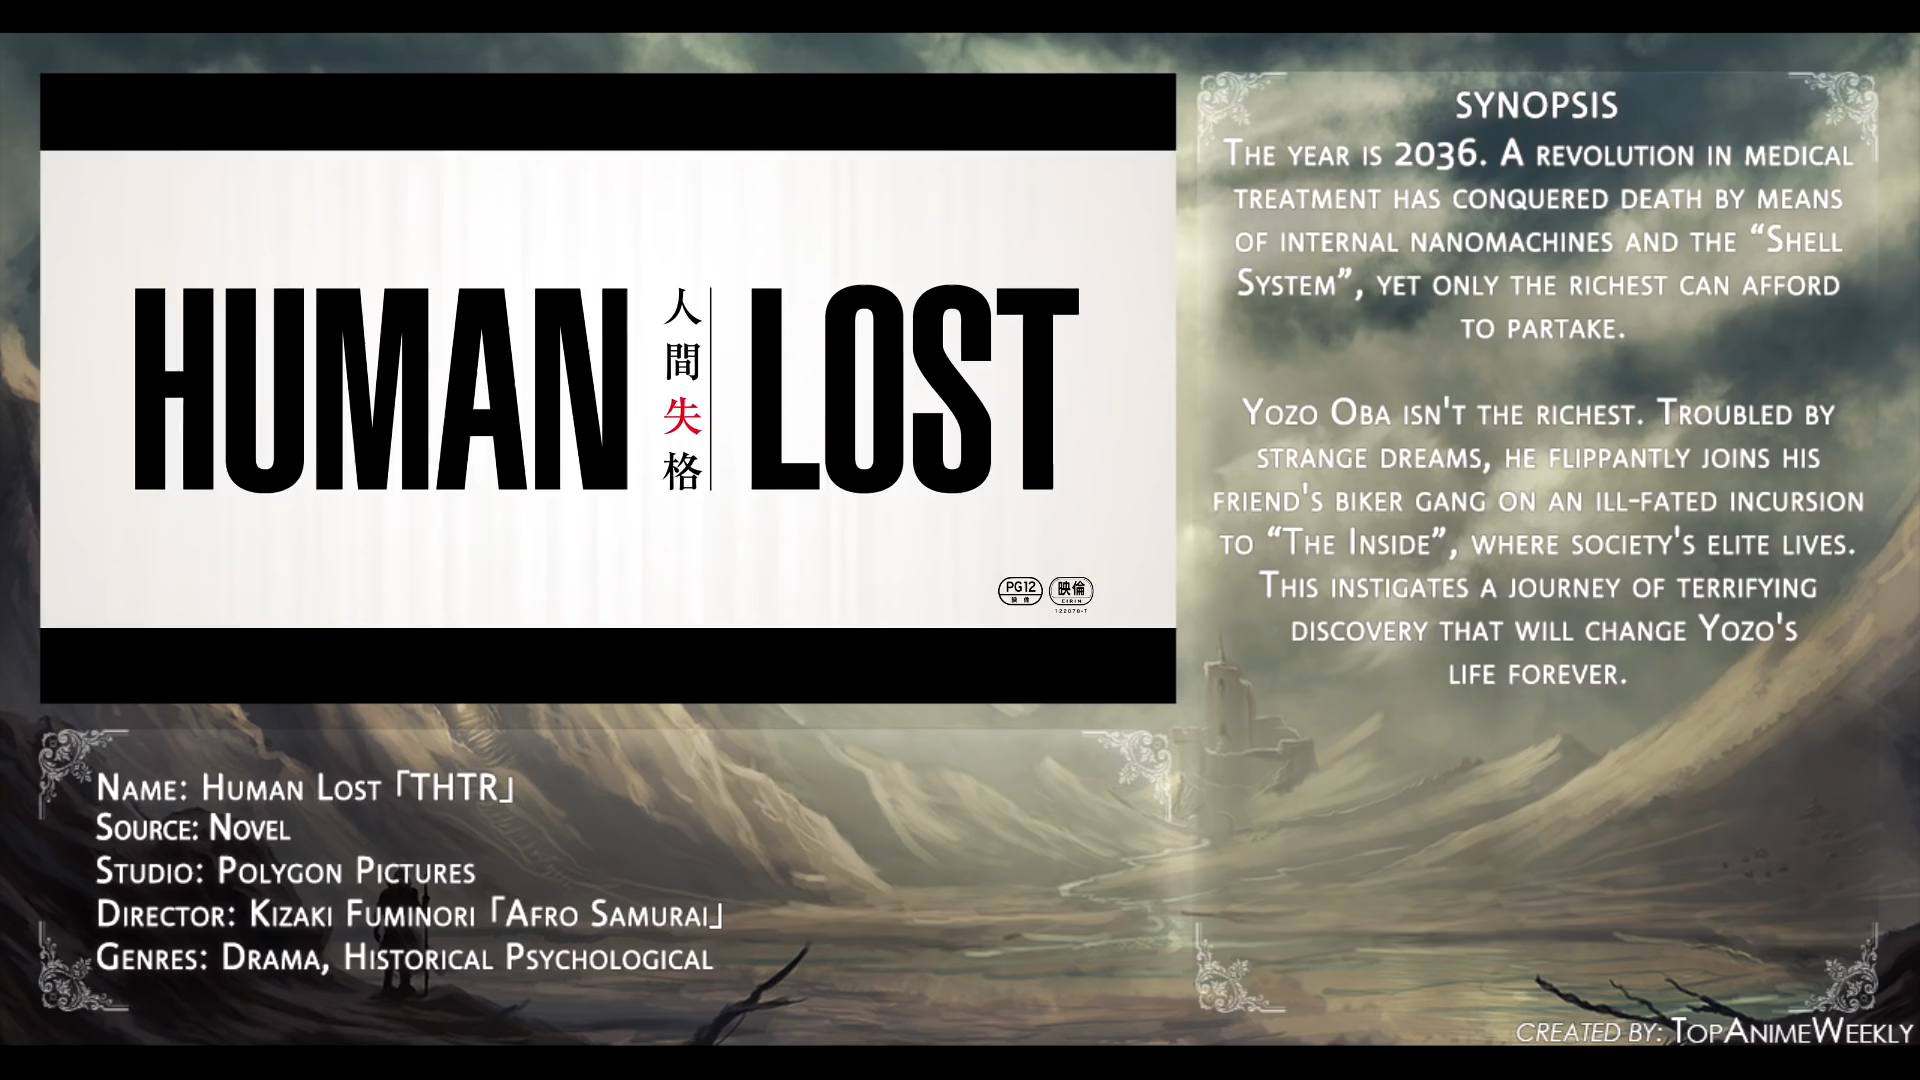 HUMAN LOST
人間失格
PG12
映倫
映倫
EIRIN
122070-T
SYNOPSIS
The year is 2036. A revolution in medical
treatment has conquered death by means
of internal nanomachines and the “Shell
System”, yet only the richest can afford
to partake.
Yozo Oba isn't the richest. Troubled by
strange dreams, he flippantly joins his
friend's biker gang on an ill-fated incursion
to “The Inside”, where society's elite lives.
This instigates a journey of terrifying
discovery that will change Yozo's
life forever.
Name: Human Lost「THTR」
Source: Novel
Studio: Polygon Pictures
Director: Kizaki Fuminori「Afro Samurai」
Genres: Drama, Historical Psychological
CREATED BY: TopAnimeWeekly